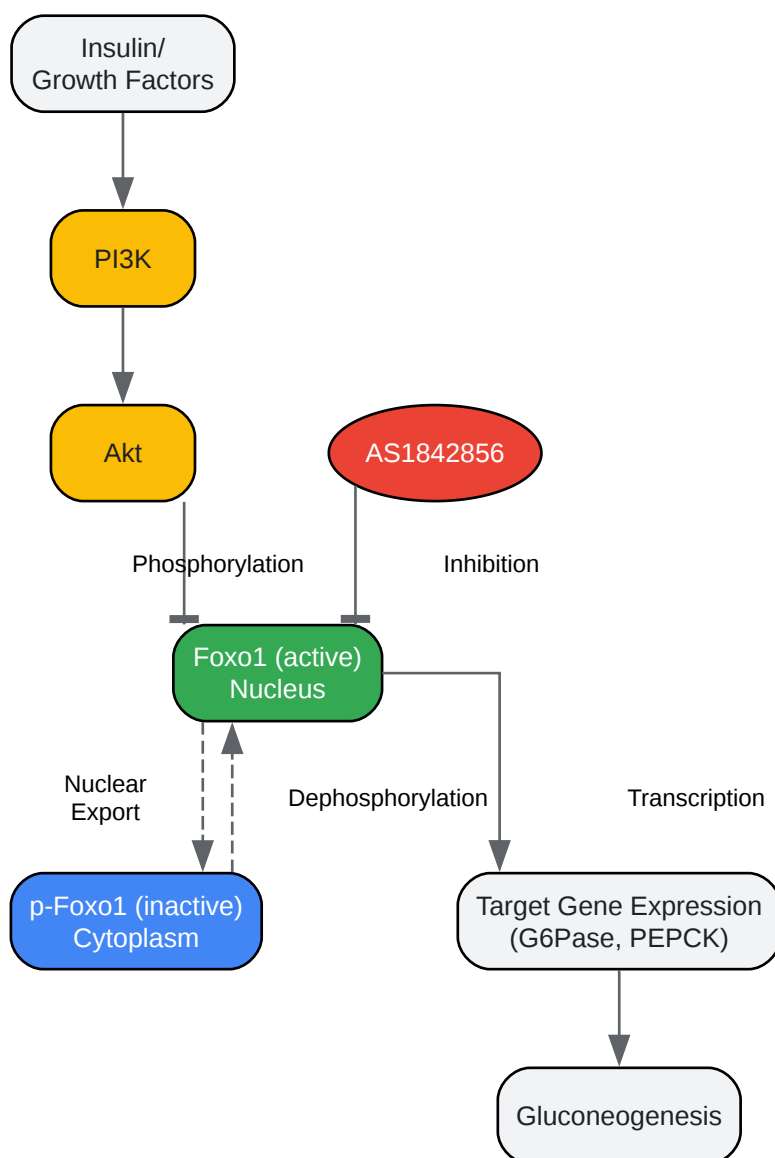 Insulin/
Growth Factors
PI3K
Akt
AS1842856
Phosphorylation
Inhibition
Foxo1 (active)
Nucleus
Nuclear
Export
Dephosphorylation
Transcription
p-Foxo1 (inactive)
Cytoplasm
Target Gene Expression
(G6Pase, PEPCK)
Gluconeogenesis